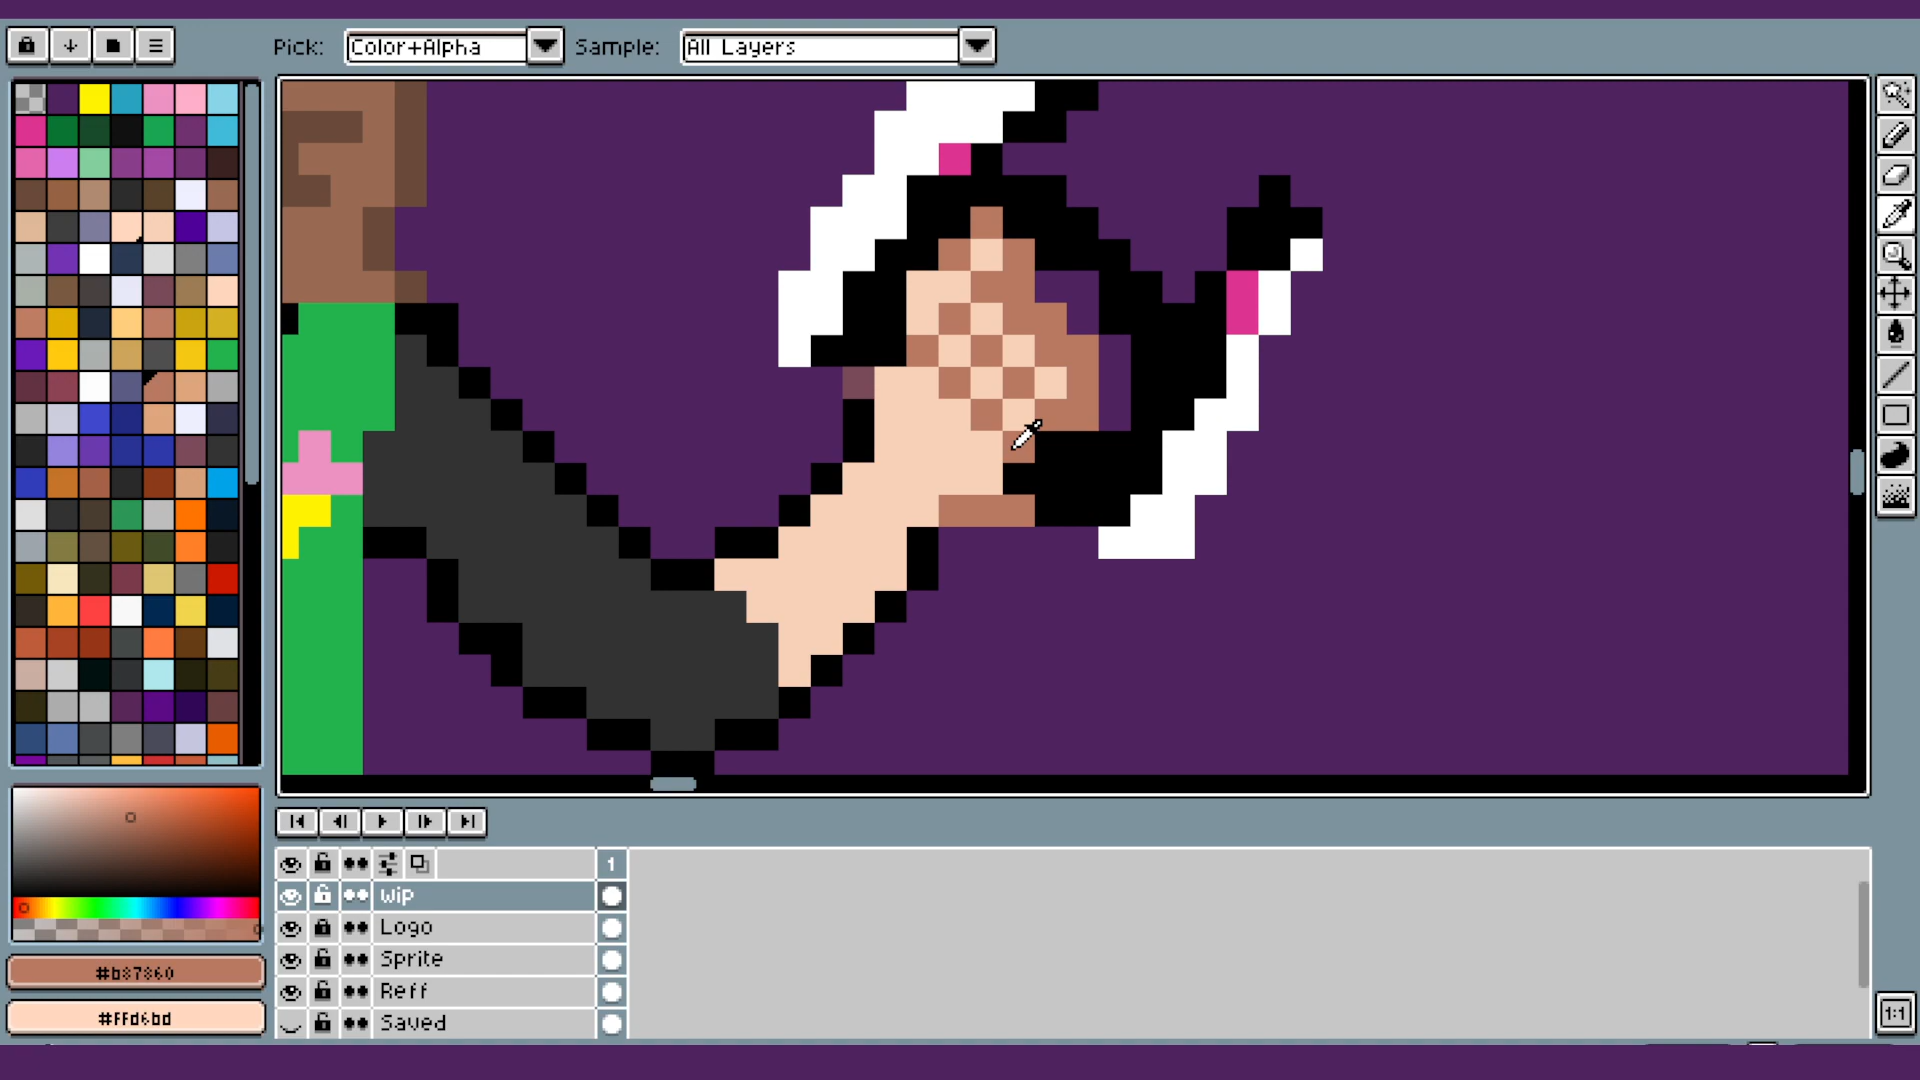 Pick: Color+Alpha Sample: All Layers
1
wip
Logo
Sprite
Reff
Saved
#b87860
#ffd6bd
1:1